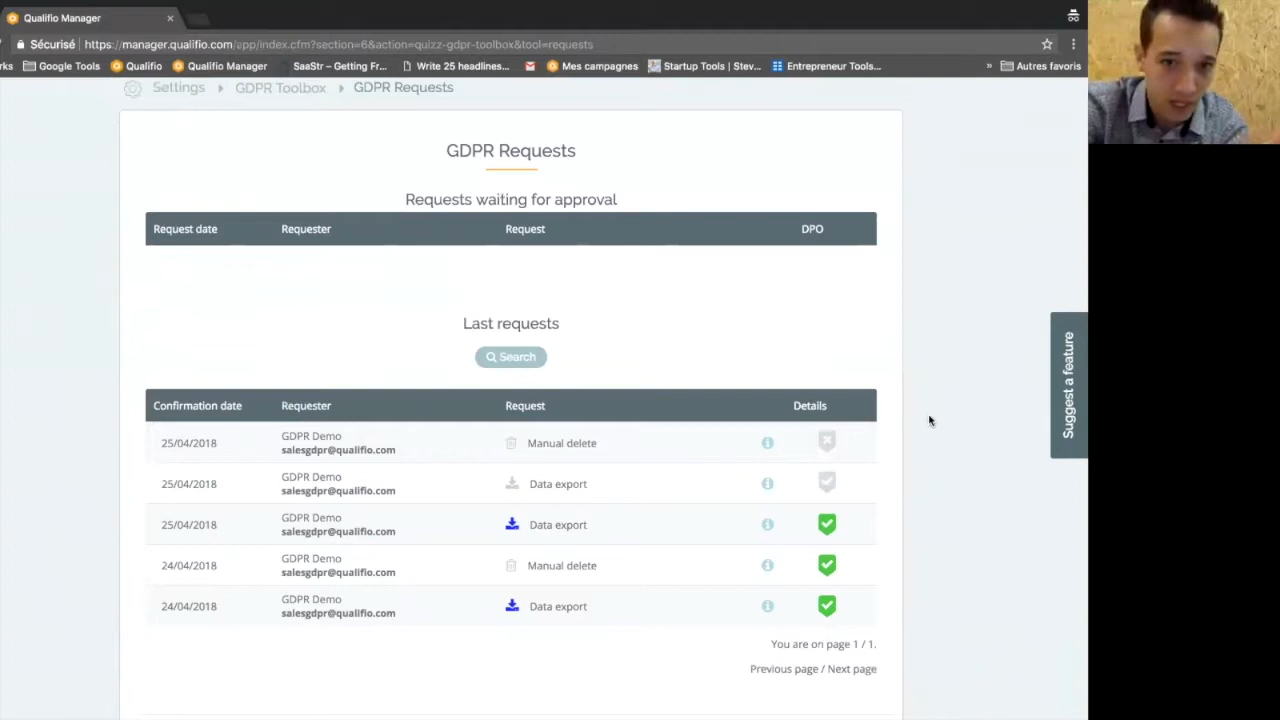 Qualifio Manager
Sécurisé https://manager.qualifio.com/app/index.cfm?section=6&action=quizz-gdpr-toolbox&tool=requests
rks Google Tools Qualifio Qualifio Manager SaaStr – Getting Fr... Write 25 headlines... Mes campagnes Startup Tools | Stev... Entrepreneur Tools... » Autres favoris
Settings GDPR Toolbox GDPR Requests
GDPR Requests
Requests waiting for approval
Request date Requester Request DPO
Last requests
Search
Confirmation date Requester Request Details
25/04/2018 GDPR Demo Manual delete
salesgdpr@qualifio.com
25/04/2018 GDPR Demo Data export
salesgdpr@qualifio.com
25/04/2018 GDPR Demo Data export
salesgdpr@qualifio.com
24/04/2018 GDPR Demo Manual delete
salesgdpr@qualifio.com
24/04/2018 GDPR Demo Data export
salesgdpr@qualifio.com
You are on page 1 / 1.
Previous page / Next page
Suggest a feature